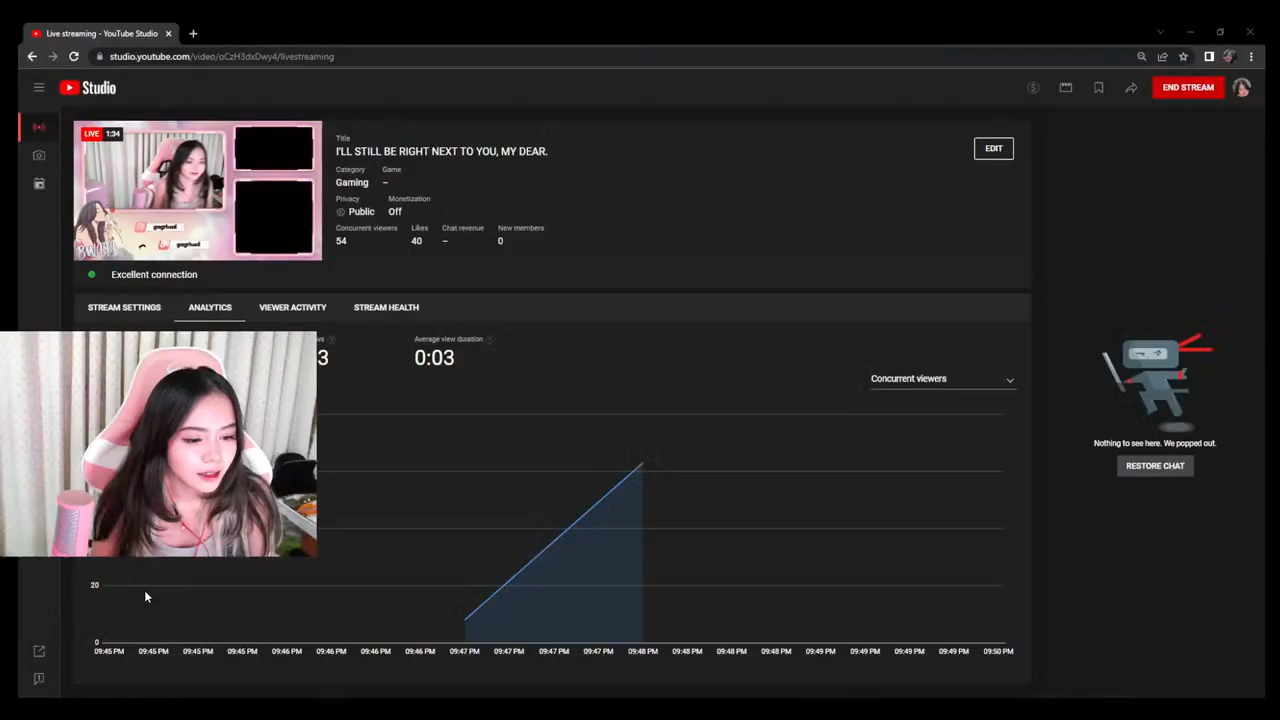 Live streaming - YouTube Studio
studio.youtube.com/video/oCzH3dxDwy4/livestreaming
Studio
END STREAM
LIVE 1:34
Title
I'LL STILL BE RIGHT NEXT TO YOU, MY DEAR.
EDIT
Category Game
Gaming –
Privacy Monetization
Public Off
Concurrent viewers Likes Chat revenue New members
54 40 – 0
Excellent connection
STREAM SETTINGS ANALYTICS VIEWER ACTIVITY STREAM HEALTH
Average view duration
3 0:03
Concurrent viewers
Nothing to see here. We popped out.
RESTORE CHAT
20
0
09:45 PM 09:45 PM 09:45 PM 09:45 PM 09:46 PM 09:46 PM 09:46 PM 09:46 PM 09:47 PM 09:47 PM 09:47 PM 09:47 PM 09:48 PM 09:48 PM 09:48 PM 09:48 PM 09:49 PM 09:49 PM 09:49 PM 09:49 PM 09:50 PM